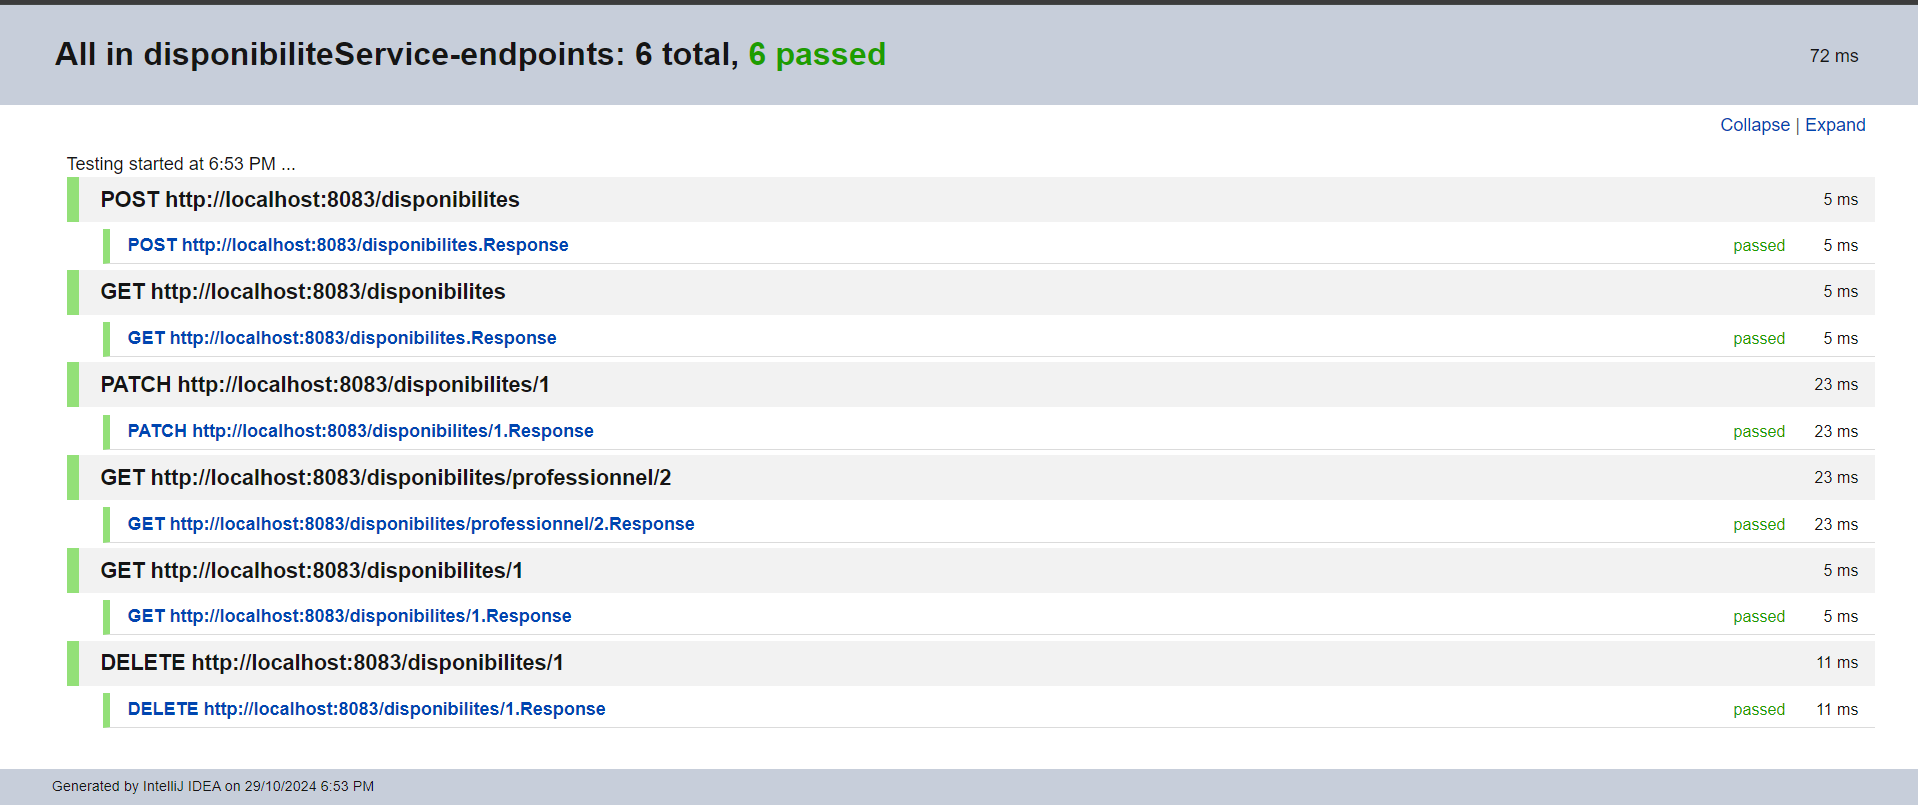 All in disponibiliteService-endpoints: 6 total, 6 passed 72 ms
Collapse | Expand
Testing started at 6:53 PM ...
POST http://localhost:8083/disponibilites 5 ms
POST http://localhost:8083/disponibilites.Response passed 5 ms
GET http://localhost:8083/disponibilites 5 ms
GET http://localhost:8083/disponibilites.Response passed 5 ms
PATCH http://localhost:8083/disponibilites/1 23 ms
PATCH http://localhost:8083/disponibilites/1.Response passed 23 ms
GET http://localhost:8083/disponibilites/professionnel/2 23 ms
GET http://localhost:8083/disponibilites/professionnel/2.Response passed 23 ms
GET http://localhost:8083/disponibilites/1 5 ms
GET http://localhost:8083/disponibilites/1.Response passed 5 ms
DELETE http://localhost:8083/disponibilites/1 11 ms
DELETE http://localhost:8083/disponibilites/1.Response passed 11 ms
Generated by IntelliJ IDEA on 29/10/2024 6:53 PM